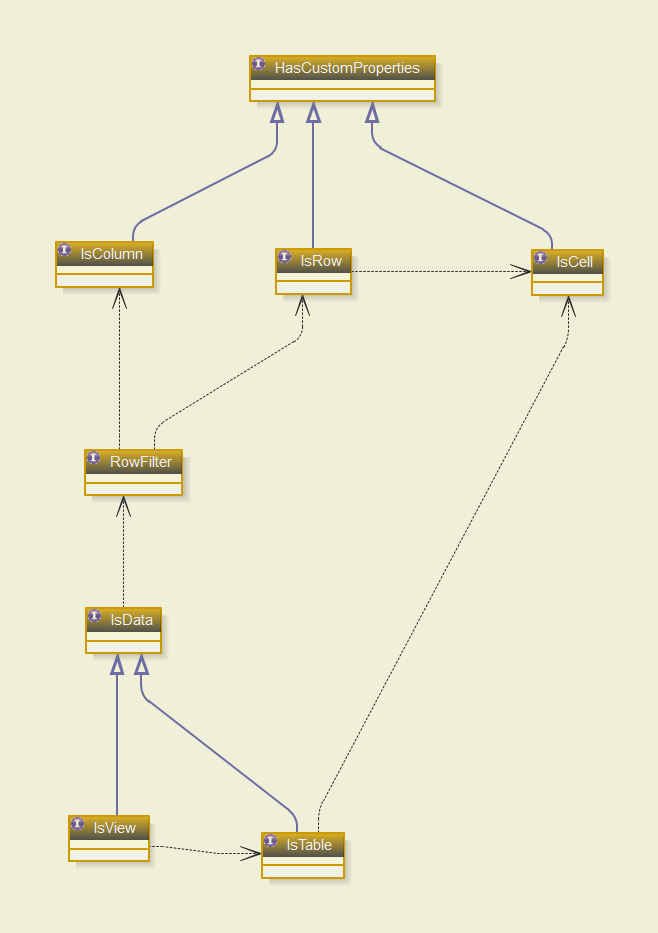 I HasCustomProperties
I IsColumn
I IsRow
I IsCell
I RowFilter
I IsData
I IsView
I IsTable